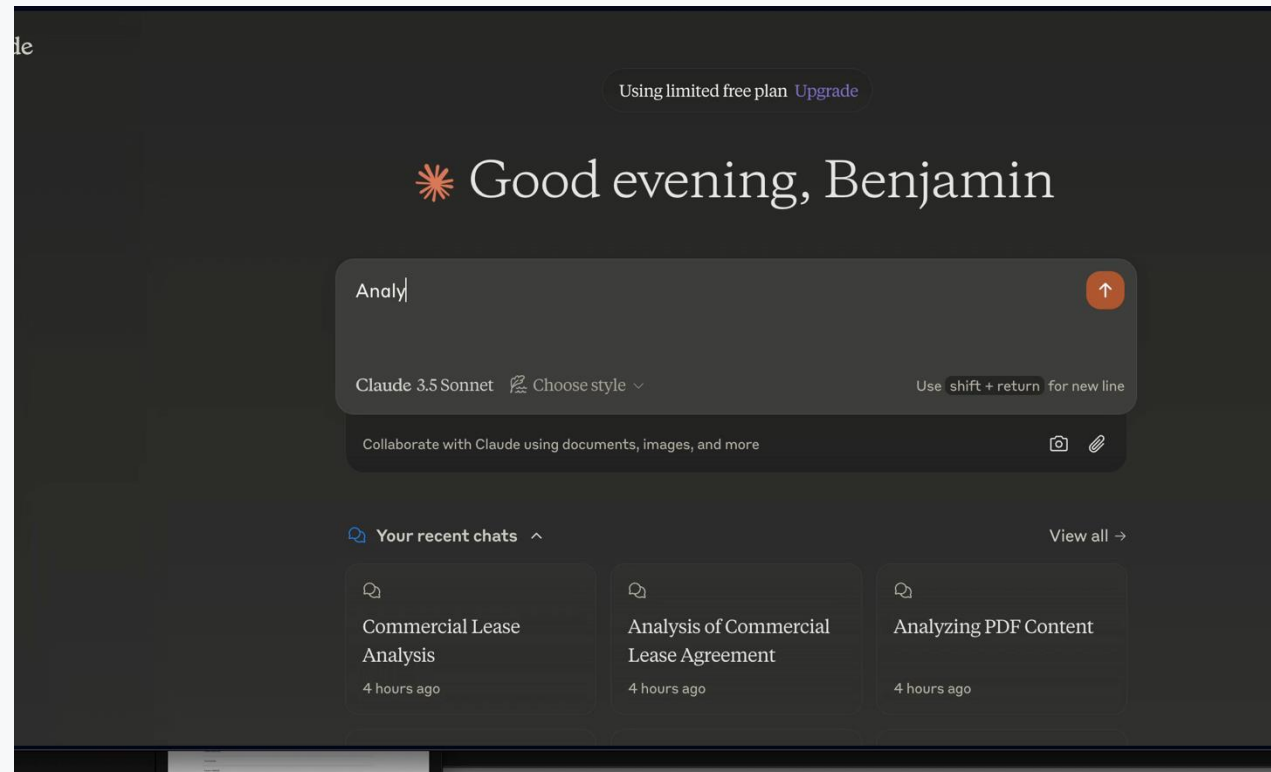 de
Using limited free plan Upgrade
Good evening, Benjamin
Analy
Claude 3.5 Sonnet Choose style
Use shift + return for new line
Collaborate with Claude using documents, images, and more
Your recent chats
View all →
Commercial Lease
Analysis
4 hours ago
Analysis of Commercial
Lease Agreement
4 hours ago
Analyzing PDF Content
4 hours ago